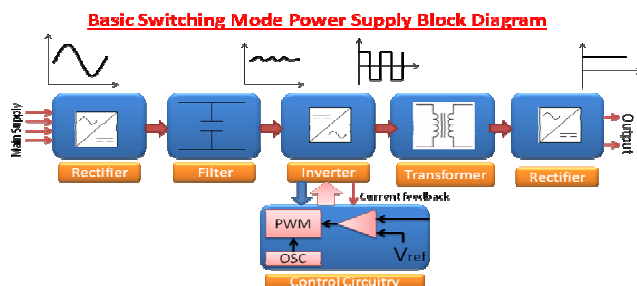 Basic Switching Mode Power Supply Block Diagram
Main Supply
Output
Rectifier
Filter
Inverter
Transformer
Rectifier
Current feedback
PWM
OSC
Vref
Control Circuitry